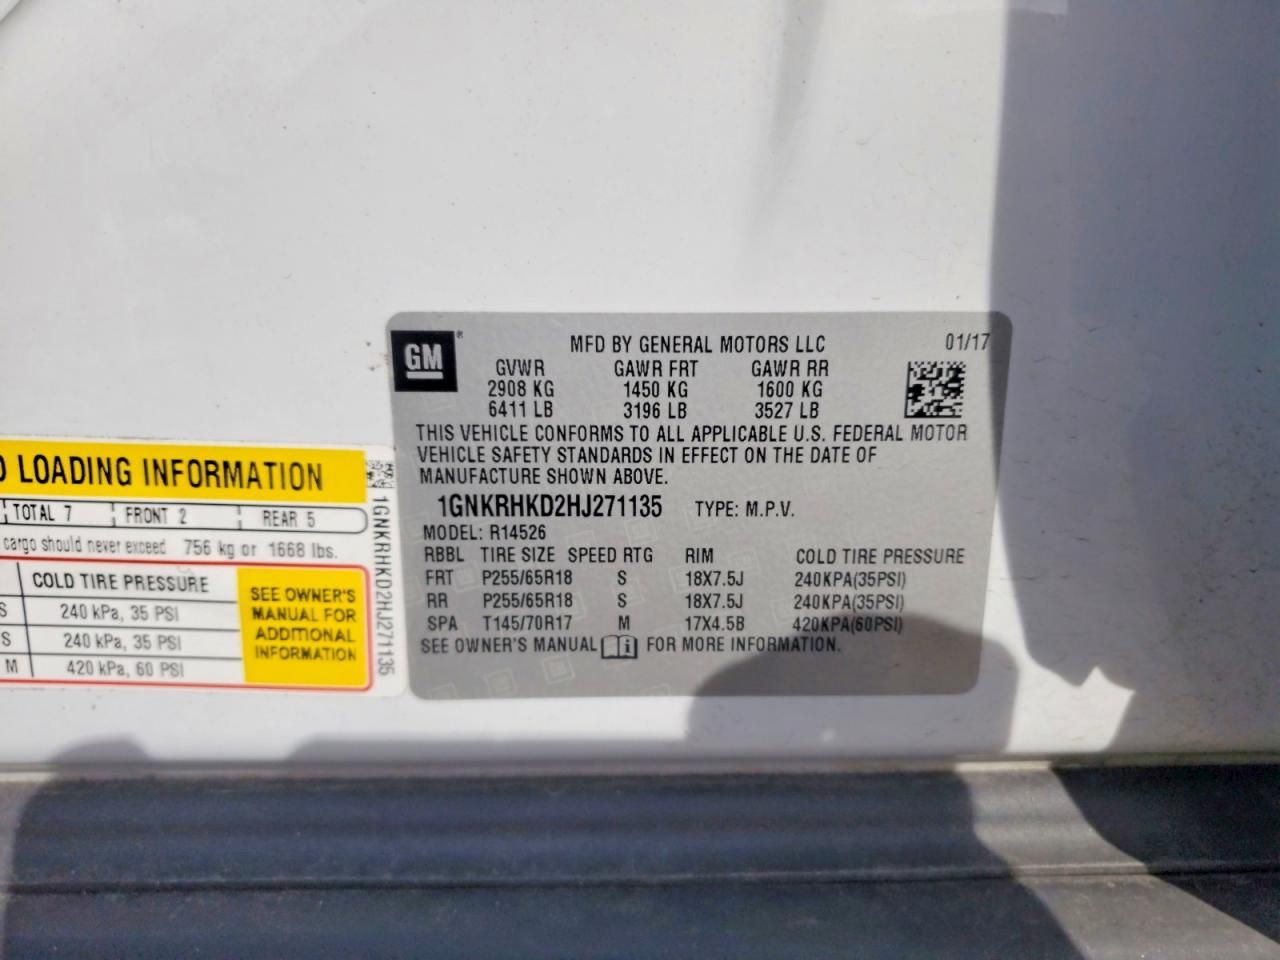 LOADING INFORMATION
TOTAL 7 FRONT 2 REAR 5
cargo should never exceed 756 kg or 1668 lbs.
COLD TIRE PRESSURE
S 240 kPa, 35 PSI
S 240 kPa, 35 PSI
M 420 kPa, 60 PSI
SEE OWNER'S
MANUAL FOR
ADDITIONAL
INFORMATION
1GNKRHKD2HJ271135
GM®
MFD BY GENERAL MOTORS LLC 01/17
GVWR GAWR FRT GAWR RR
2908 KG 1450 KG 1600 KG
6411 LB 3196 LB 3527 LB
THIS VEHICLE CONFORMS TO ALL APPLICABLE U.S. FEDERAL MOTOR
VEHICLE SAFETY STANDARDS IN EFFECT ON THE DATE OF
MANUFACTURE SHOWN ABOVE.
1GNKRHKD2HJ271135 TYPE: M.P.V.
MODEL: R14526
RBBL TIRE SIZE SPEED RTG RIM COLD TIRE PRESSURE
FRT P255/65R18 S 18X7.5J 240KPA(35PSI)
RR P255/65R18 S 18X7.5J 240KPA(35PSI)
SPA T145/70R17 M 17X4.5B 420KPA(60PSI)
SEE OWNER'S MANUAL FOR MORE INFORMATION.